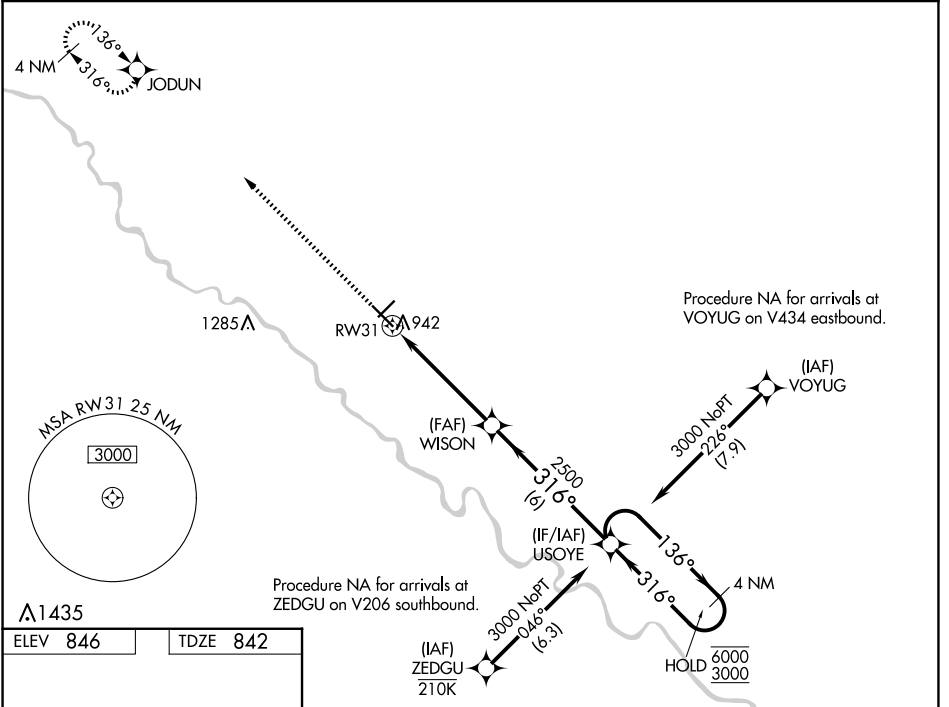 136°
4 NM
316°
JODUN
1285
RW31
942
Procedure NA for arrivals at
VOYUG on V434 eastbound.
(IAF)
VOYUG
3000 NoPT
226°
(7.9)
MSA RW31 25 NM
3000
(FAF)
WISON
2500
316°
(6)
(IF/IAF)
USOYE
136°
316°
4 NM
HOLD
6000
3000
Procedure NA for arrivals at
ZEDGU on V206 southbound.
3000 NoPT
046°
(6.3)
(IAF)
ZEDGU
210K
1435
ELEV 846
TDZE 842